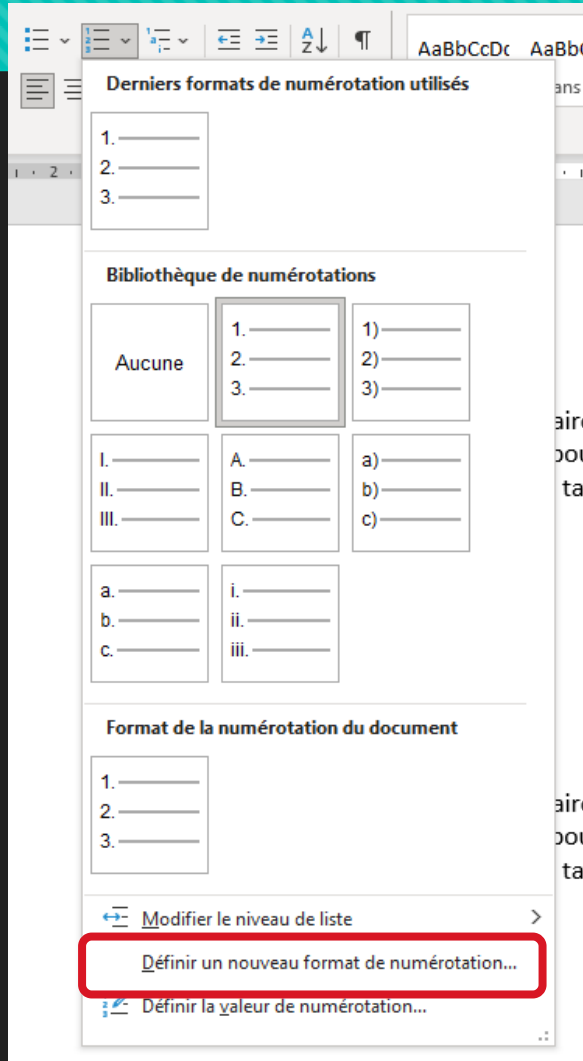 AaBbCcDc AaBb
Derniers formats de numérotation utilisés
ans
1.
2.
3.
2
Bibliothèque de numérotations
Aucune
1.
2.
3.
1)
2)
3)
I.
II.
III.
A.
B.
C.
a)
b)
c)
a.
b.
c.
i.
ii.
iii.
Format de la numérotation du document
1.
2.
3.
Modifier le niveau de liste
Définir un nouveau format de numérotation...
Définir la valeur de numérotation...